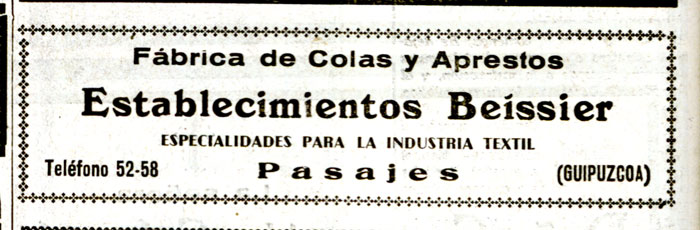 Fábrica de Colas y Aprestos
Establecimientos Beissier
ESPECIALIDADES PARA LA INDUSTRIA TEXTIL
Teléfono 52-58 Pasajes (GUIPUZCOA)